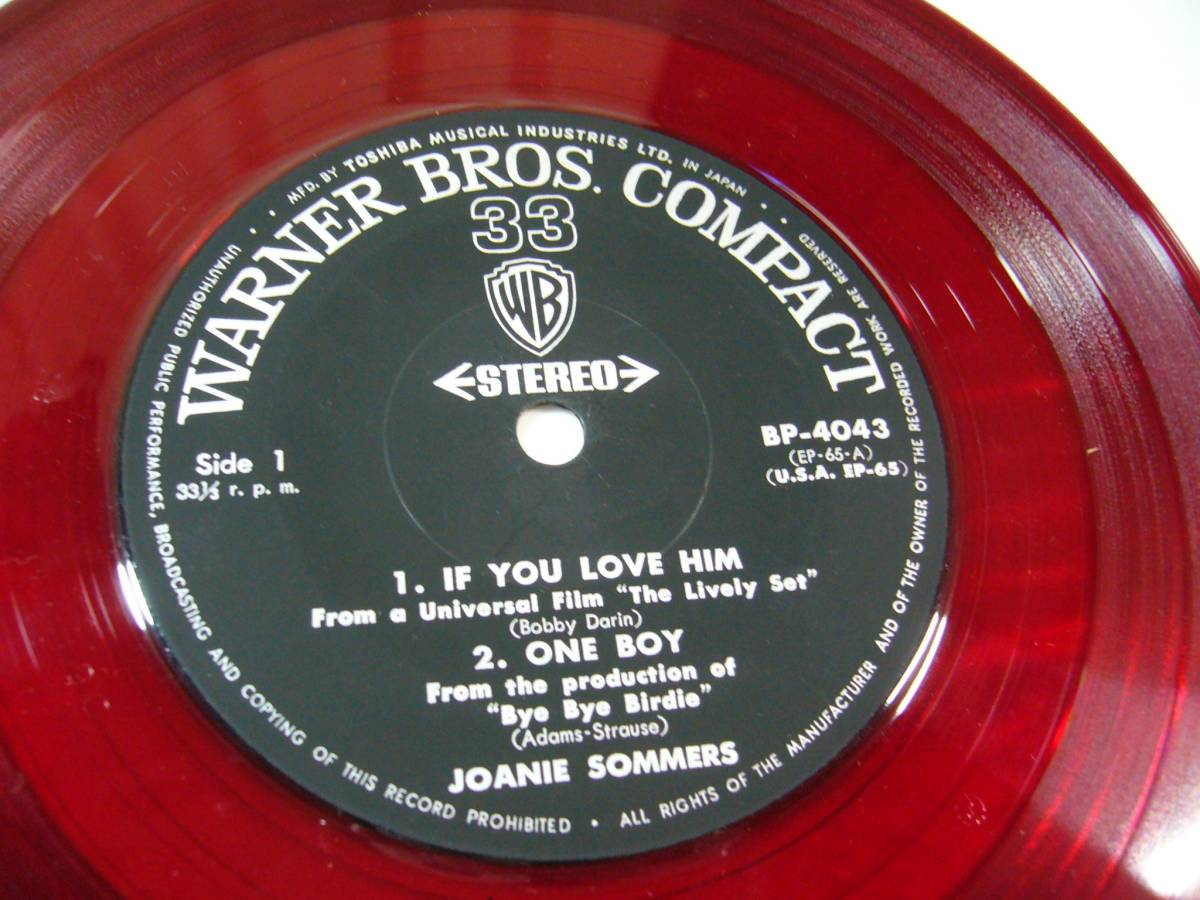 MFD. BY TOSHIBA MUSICAL INDUSTRIES LTD. IN JAPAN
WARNER BROS. COMPACT
33
WB
STEREO
Side 1
33⅓ r. p. m.
BP-4043
(EP-65-A)
(U.S.A. EP-65)
1. IF YOU LOVE HIM
From a Universal Film "The Lively Set"
(Bobby Darin)
2. ONE BOY
From the production of
"Bye Bye Birdie"
(Adams-Strause)
JOANIE SOMMERS
UNAUTHORIZED PUBLIC PERFORMANCE, BROADCASTING AND COPYING OF THIS RECORD PROHIBITED • ALL RIGHTS OF THE MANUFACTURER AND OF THE OWNER OF THE RECORDED WORK ARE RESERVED